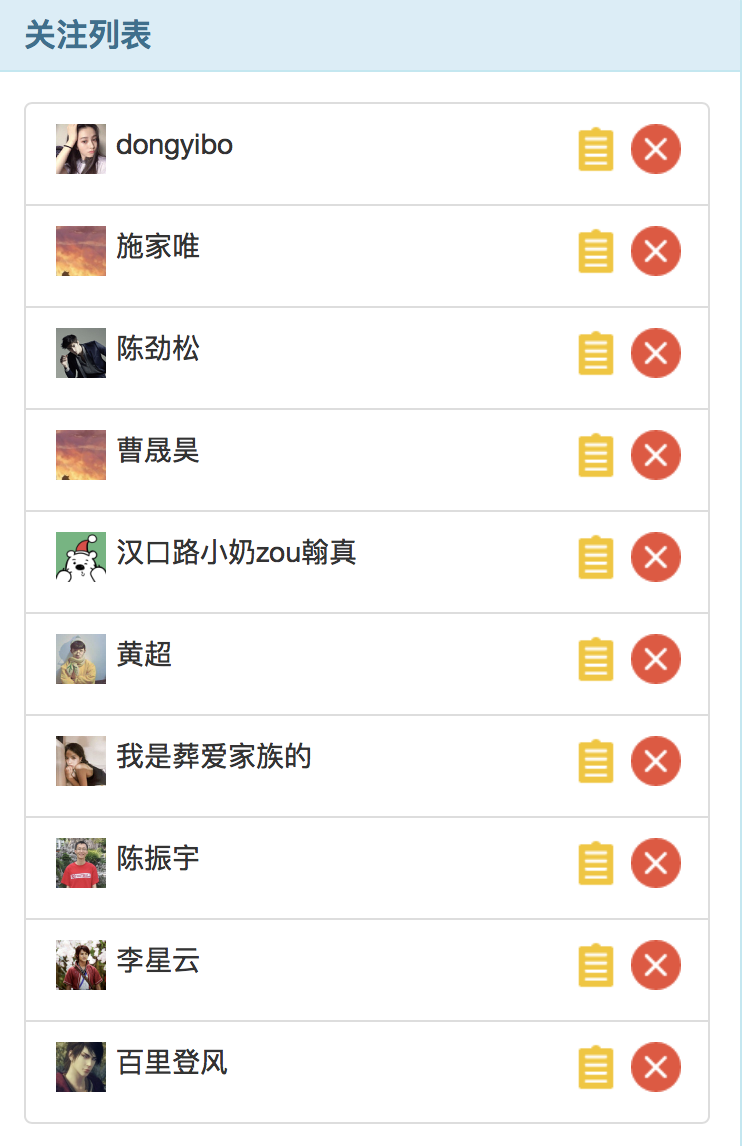 关注列表
dongyibo
施家唯
陈劲松
曹晟昊
汉口路小奶zou翰真
黄超
我是葬爱家族的
陈振宇
李星云
百里登风